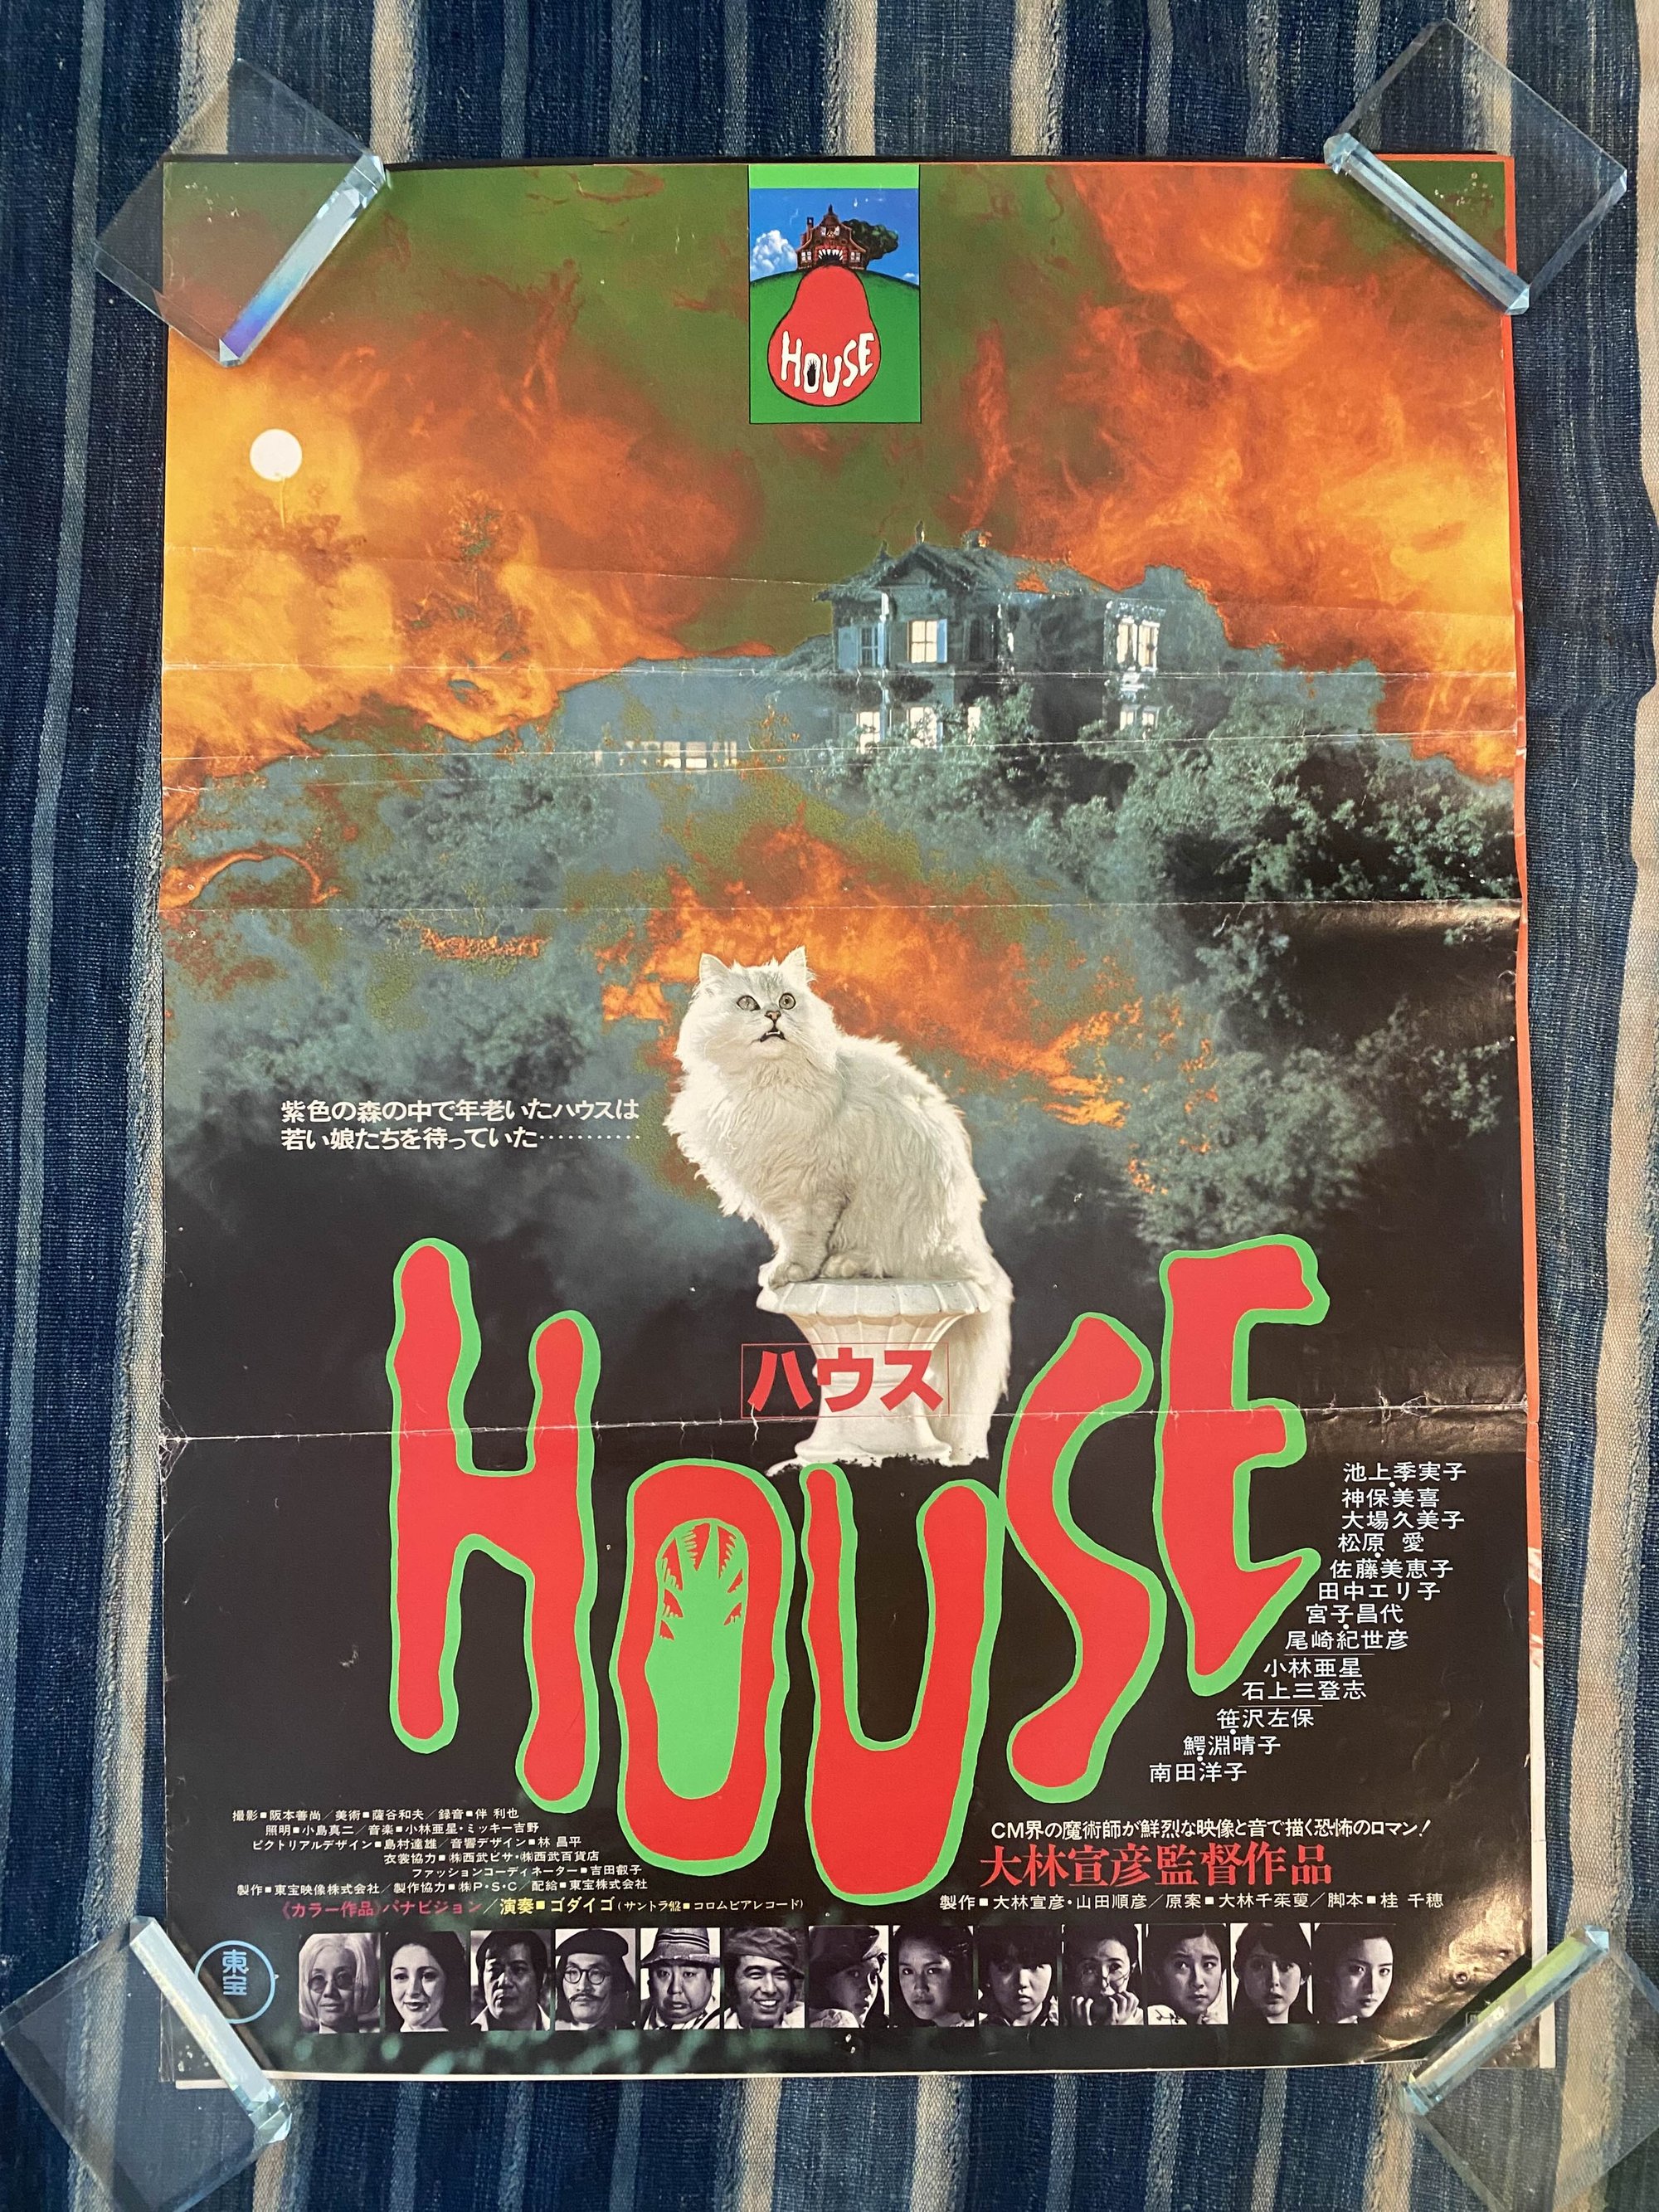 HOUSE
紫色の森の中で年老いたハウスは
若い娘たちを待っていた…………
ハウス
HOUSE
池上季実子
神保美喜
大場久美子
松原 愛
佐藤美恵子
田中エリ子
宮子昌代
尾崎紀世彦
小林亜星
石上三登志
笹沢左保
鰐淵晴子
南田洋子
撮影■阪本善尚／美術■薩谷和夫／録音■伴 利也
照明■小島真二／音楽■小林亜星・ミッキー吉野
ピクトリアルデザイン■島村達雄／音響デザイン■林 昌平
衣裳協力■㈱西武ピサ・㈱西武百貨店
ファッションコーディネーター■吉田叡子
製作■東宝映像株式会社／製作協力■㈱P・S・C／配給■東宝株式会社
《カラー作品》パナビジョン／演奏■ゴダイゴ(サントラ盤■コロムビアレコード)
CM界の魔術師が鮮烈な映像と音で描く恐怖のロマン！
大林宣彦監督作品
製作■大林宣彦・山田順彦／原案■大林千茱萸／脚本■桂 千穂
東宝